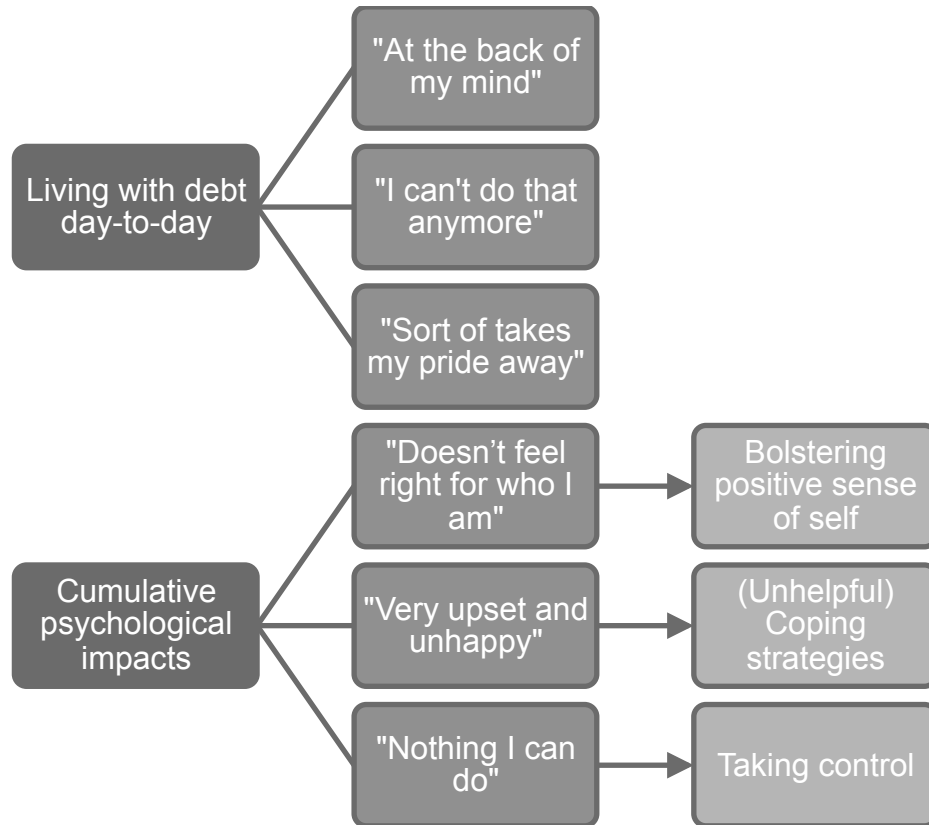 "At the back of
my mind"
Living with debt
day-to-day
"I can't do that
anymore"
"Sort of takes
my pride away"
"Doesn’t feel
right for who I
am"
Bolstering
positive sense
of self
Cumulative
psychological
impacts
"Very upset and
unhappy"
(Unhelpful)
Coping
strategies
"Nothing I can
do"
Taking control